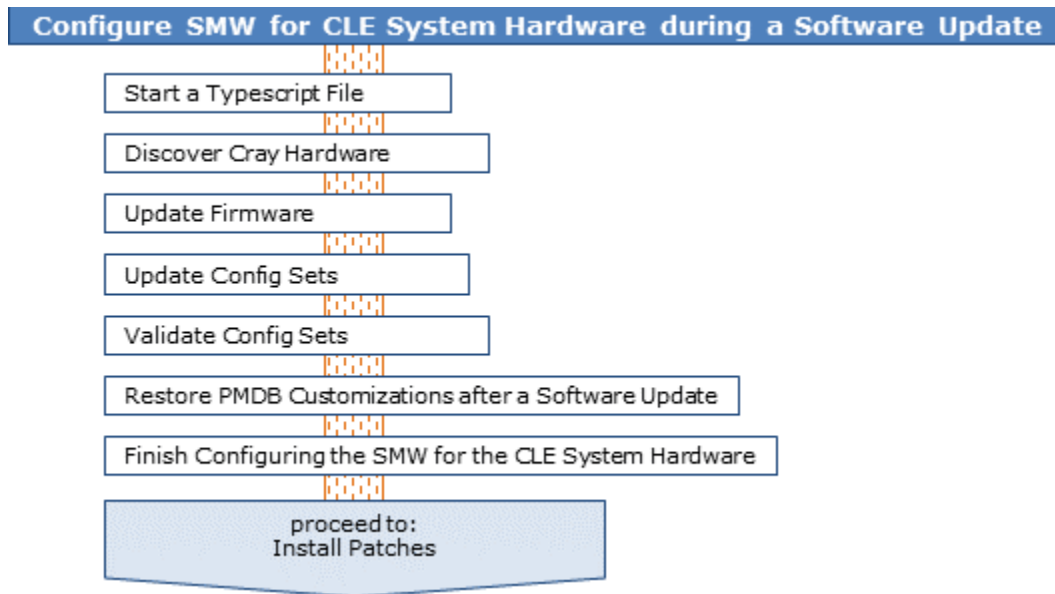 Configure SMW for CLE System Hardware during a Software Update
Start a Typescript File
Discover Cray Hardware
Update Firmware
Update Config Sets
Validate Config Sets
Restore PMDB Customizations after a Software Update
Finish Configuring the SMW for the CLE System Hardware
proceed to:
Install Patches